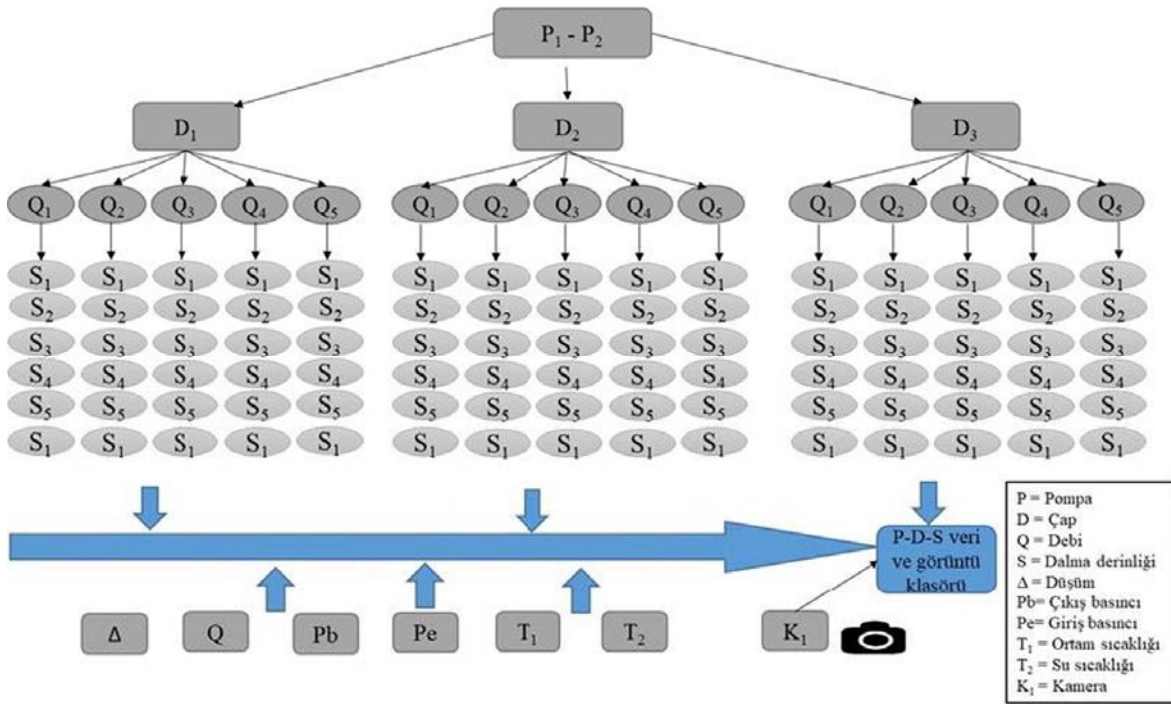 P₁ - P₂
D₁ D₂ D₃
Q₁ Q₂ Q₃ Q₄ Q₅ Q₁ Q₂ Q₃ Q₄ Q₅ Q₁ Q₂ Q₃ Q₄ Q₅
S₁ S₁ S₁ S₁ S₁ S₁ S₁ S₁ S₁ S₁ S₁ S₁ S₁ S₁ S₁
S₂ S₂ S₂ S₂ S₂ S₂ S₂ S₂ S₂ S₂ S₂ S₂ S₂ S₂ S₂
S₃ S₃ S₃ S₃ S₃ S₃ S₃ S₃ S₃ S₃ S₃ S₃ S₃ S₃ S₃
S₄ S₄ S₄ S₄ S₄ S₄ S₄ S₄ S₄ S₄ S₄ S₄ S₄ S₄ S₄
S₅ S₅ S₅ S₅ S₅ S₅ S₅ S₅ S₅ S₅ S₅ S₅ S₅ S₅ S₅
S₁ S₁ S₁ S₁ S₁ S₁ S₁ S₁ S₁ S₁ S₁ S₁ S₁ S₁ S₁
P-D-S veri
ve görüntü
klasörü
Δ Q Pb Pe T₁ T₂ K₁
P = Pompa
D = Çap
Q = Debi
S = Dalma derinliği
Δ = Düşüm
Pb= Çıkış basıncı
Pe= Giriş basıncı
T₁ = Ortam sıcaklığı
T₂ = Su sıcaklığı
K₁ = Kamera